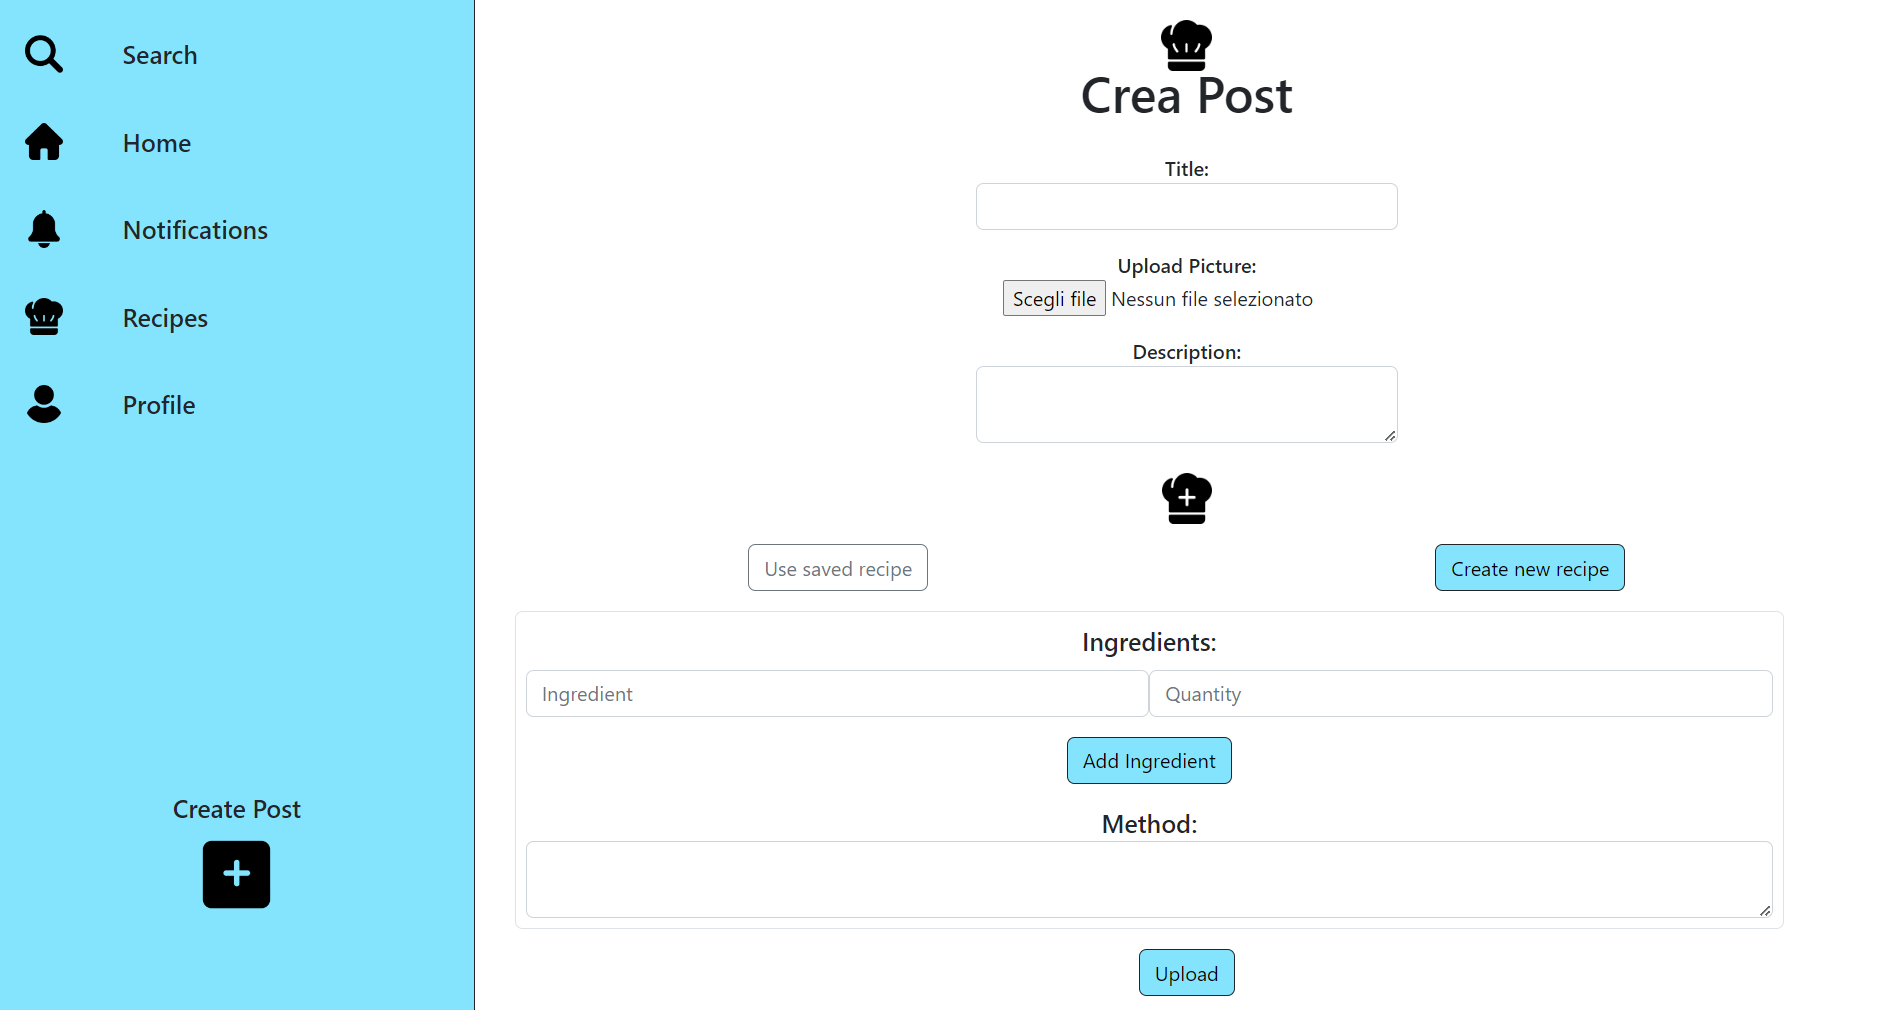 Search
Home
Notifications
Recipes
Profile
Create Post
Crea Post
Title:
Upload Picture:
Scegli file Nessun file selezionato
Description:
Use saved recipe
Create new recipe
Ingredients:
Ingredient
Quantity
Add Ingredient
Method:
Upload